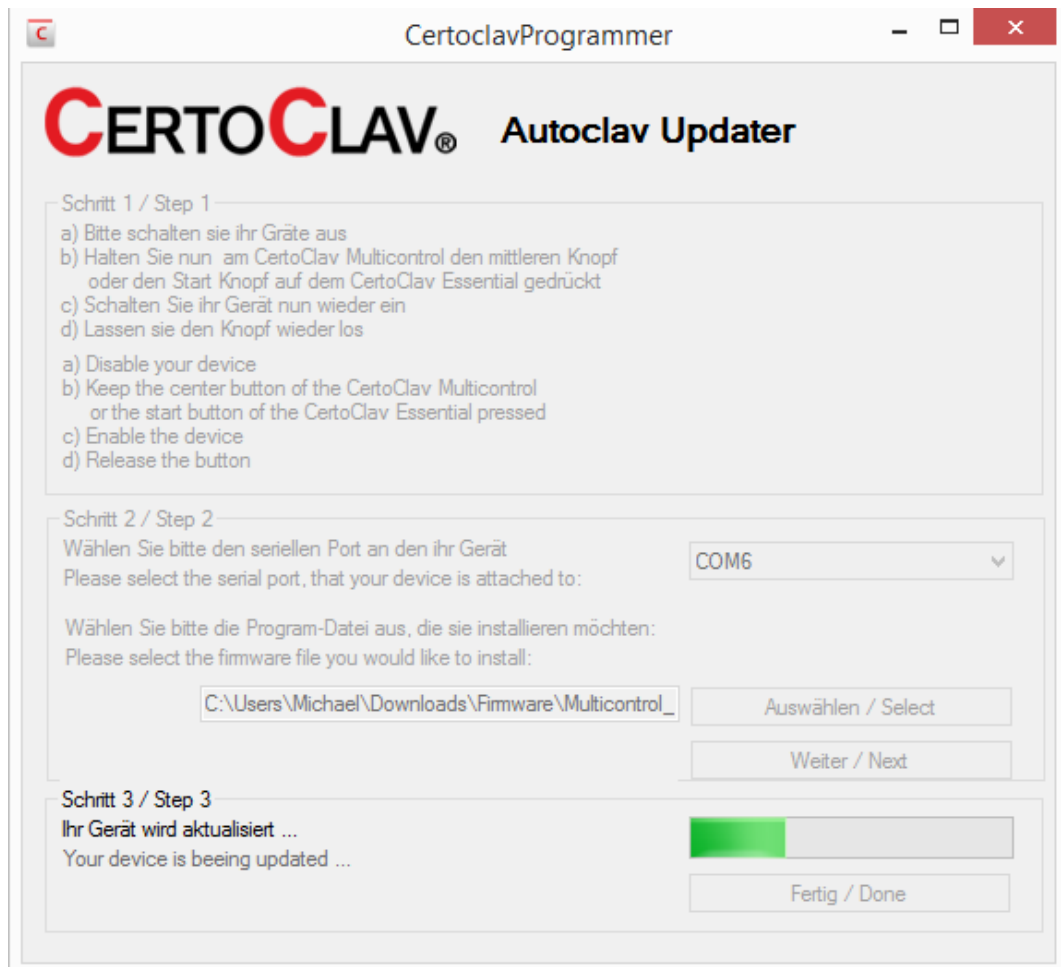 C
CertoclavProgrammer
CERTOCLAV® Autoclav Updater
Schritt 1 / Step 1
a) Bitte schalten sie ihr Gräte aus
b) Halten Sie nun am CertoClav Multicontrol den mittleren Knopf
oder den Start Knopf auf dem CertoClav Essential gedrückt
c) Schalten Sie ihr Gerät nun wieder ein
d) Lassen sie den Knopf wieder los
a) Disable your device
b) Keep the center button of the CertoClav Multicontrol
or the start button of the CertoClav Essential pressed
c) Enable the device
d) Release the button
Schritt 2 / Step 2
Wählen Sie bitte den seriellen Port an den ihr Gerät
Please select the serial port, that your device is attached to:
COM6
Wählen Sie bitte die Program-Datei aus, die sie installieren möchten:
Please select the firmware file you would like to install:
C:\Users\Michael\Downloads\Firmware\Multicontrol_
Auswählen / Select
Weiter / Next
Schritt 3 / Step 3
Ihr Gerät wird aktualisiert ...
Your device is beeing updated ...
Fertig / Done